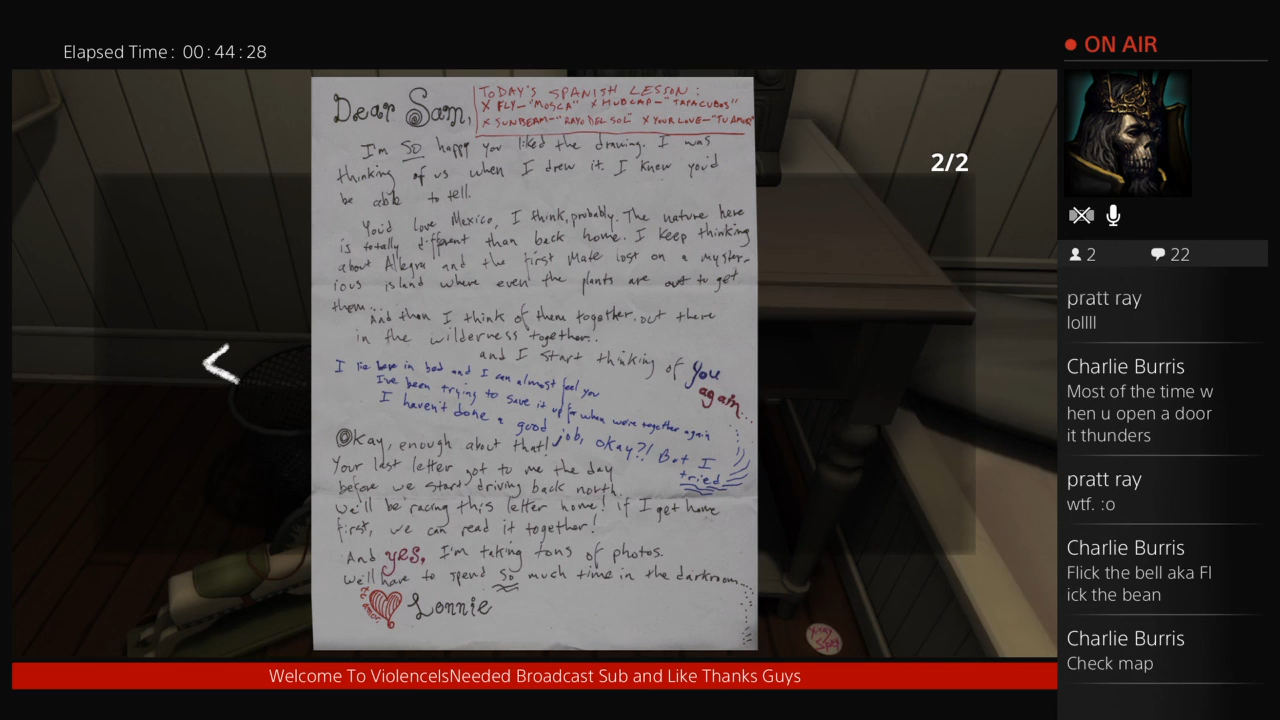 Elapsed Time: 00:44:28
ON AIR
Dear Sam,
TODAY'S SPANISH LESSON:
X FLY-"MOSCA" X HUBCAP-"TAPACUBOS"
X SUNBEAM-"RAYO DEL SOL" X YOUR LOVE-"TU AMOR"
I'm SO happy you liked the drawing. I was
thinking of us when I drew it. I knew you'd
be able to tell.
You'd love Mexico, I think, probably. The nature here
is totally different than back home. I keep thinking
about Allegra and the first Mate lost on a myster-
ious island where even the plants are out to get
them...
And then I think of them together, out there
in the wilderness together..
and I start thinking of you
again...
I lie here in bed and I can almost feel you
I've been trying to save it up for when we're together again
I haven't done a good job, okay?! But I
tried
Okay, enough about that!
Your last letter got to me the day
before we start driving back north.
We'll be racing this letter home! if I get home
first, we can read it together!
And yes, I'm taking tons of photos.
We'll have to spend So much time in the darkroom...
Lonnie
2/2
2
22
pratt ray
lollll
Charlie Burris
Most of the time w
hen u open a door
it thunders
pratt ray
wtf. :o
Charlie Burris
Flick the bell aka Fl
ick the bean
Charlie Burris
Check map
Welcome To ViolenceIsNeeded Broadcast Sub and Like Thanks Guys